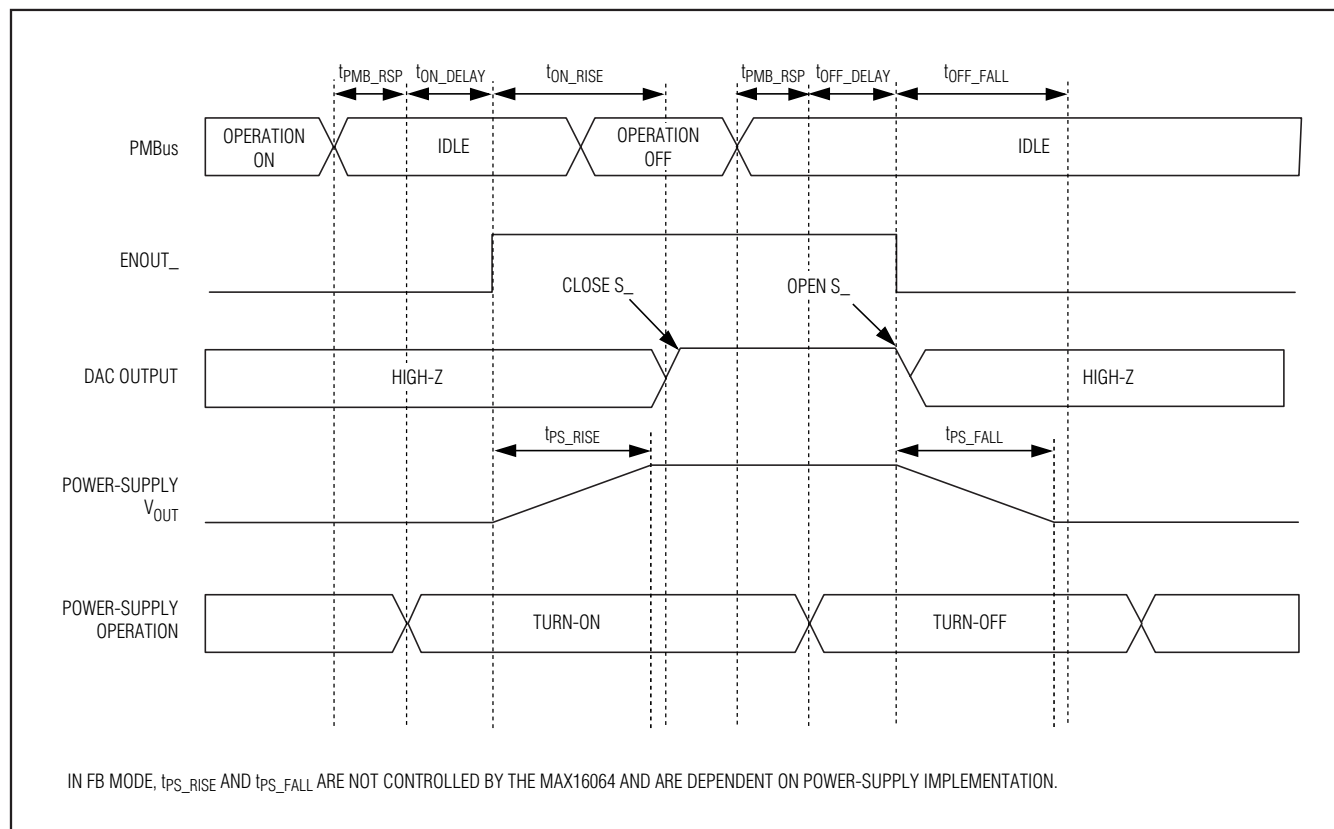 tPMB_RSP tON_DELAY tON_RISE tPMB_RSP tOFF_DELAY tOFF_FALL
PMBus
OPERATION
ON
IDLE
OPERATION
OFF
IDLE
ENOUT_
CLOSE S_
OPEN S_
DAC OUTPUT
HIGH-Z
HIGH-Z
tPS_RISE
tPS_FALL
POWER-SUPPLY
VOUT
POWER-SUPPLY
OPERATION
TURN-ON
TURN-OFF
IN FB MODE, tPS_RISE AND tPS_FALL ARE NOT CONTROLLED BY THE MAX16064 AND ARE DEPENDENT ON POWER-SUPPLY IMPLEMENTATION.